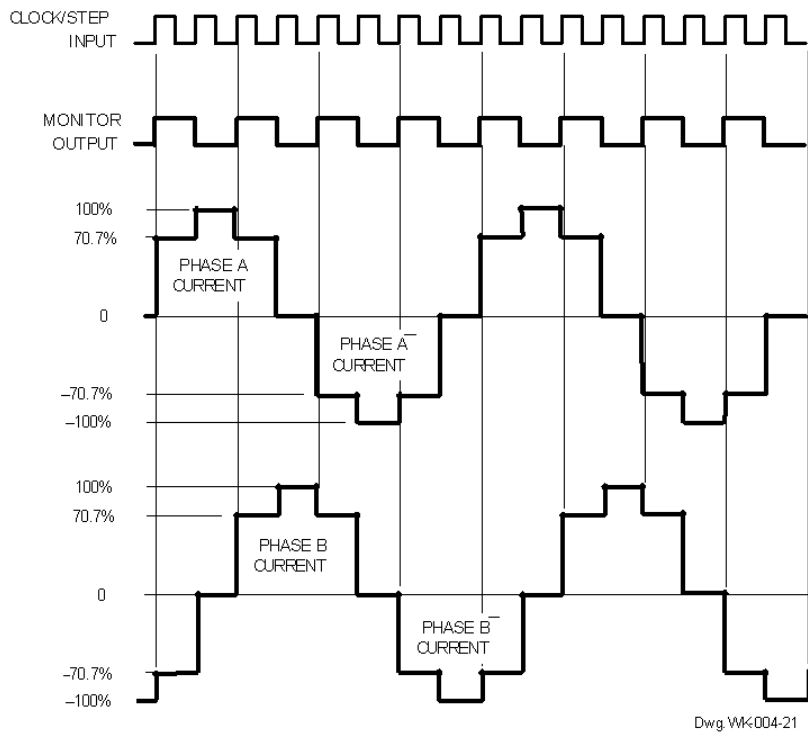 CLOCK/STEP
INPUT
MONITOR
OUTPUT
100%
70.7%
PHASE A
CURRENT
0
PHASE A̅
CURRENT
–70.7%
–100%
100%
70.7%
PHASE B
CURRENT
0
PHASE B̅
CURRENT
–70.7%
–100%
Dwg. WK-004-21